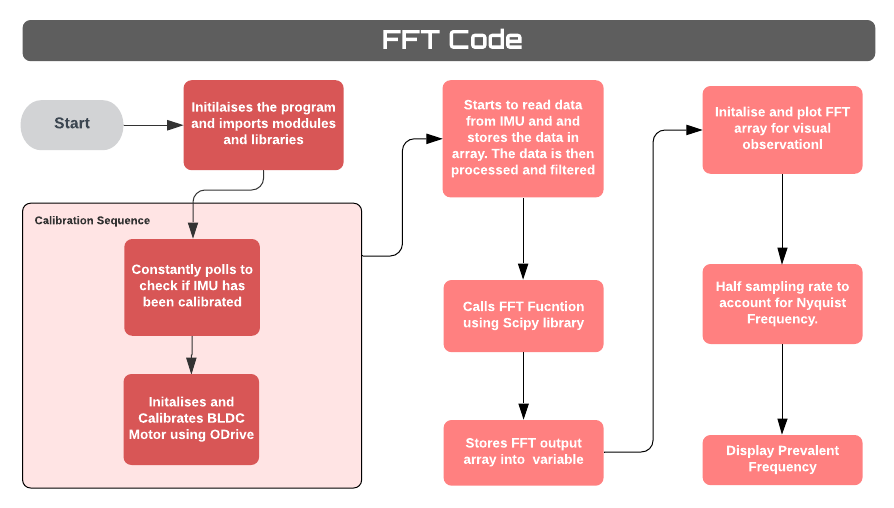 FFT Code
Start
Initilaises the program
and imports moddules
and libraries
Calibration Sequence
Constantly polls to
check if IMU has
been calibrated
Initalises and
Calibrates BLDC
Motor using ODrive
Starts to read data
from IMU and and
stores the data in
array. The data is then
processed and filtered
Calls FFT Fucntion
using Scipy library
Stores FFT output
array into variable
Initalise and plot FFT
array for visual
observationl
Half sampling rate to
account for Nyquist
Frequency.
Display Prevalent
Frequency